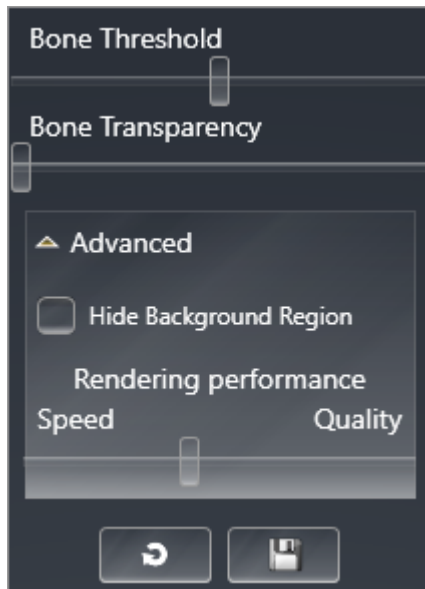 Bone Threshold
Bone Transparency
Advanced
Hide Background Region
Rendering performance
Speed Quality